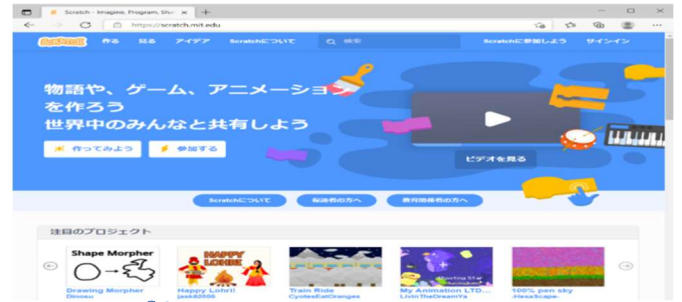 Scratch - Imagine, Program, Sha
https://scratch.mit.edu
SCRATCH 作る 見る アイデア Scratchについて 検索 Scratchに参加しよう サインイン
物語や、ゲーム、アニメーション
を作ろう
世界中のみんなと共有しよう
作ってみよう 参加する
ビデオを見る
Scratchについて 保護者の方へ 教育関係者の方へ
注目のプロジェクト
Shape Morpher
HAPPY
LOHRI!
Shooting Star
Drawing Morpher Happy Lohri! Train Ride My Animation LTD... 100% pen sky
Dinosu jask82006 CyotesEatOranges LivinTheDreamYa -HexaScape-